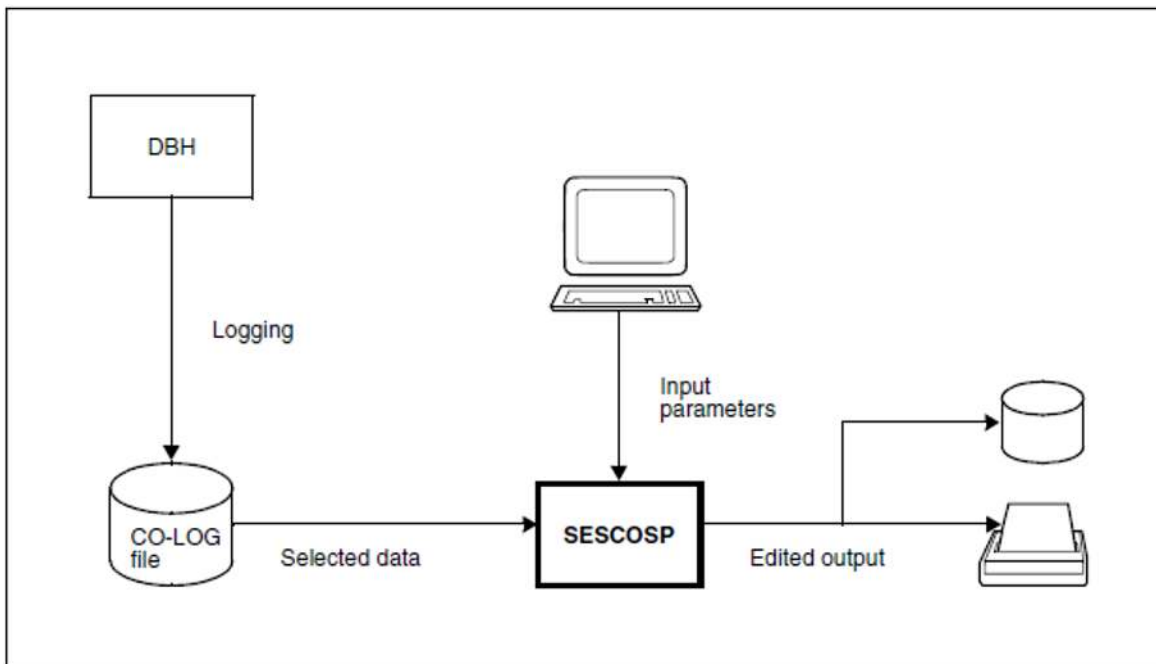 DBH
Logging
Input
parameters
CO-LOG
file
Selected data
SESCOSP
Edited output